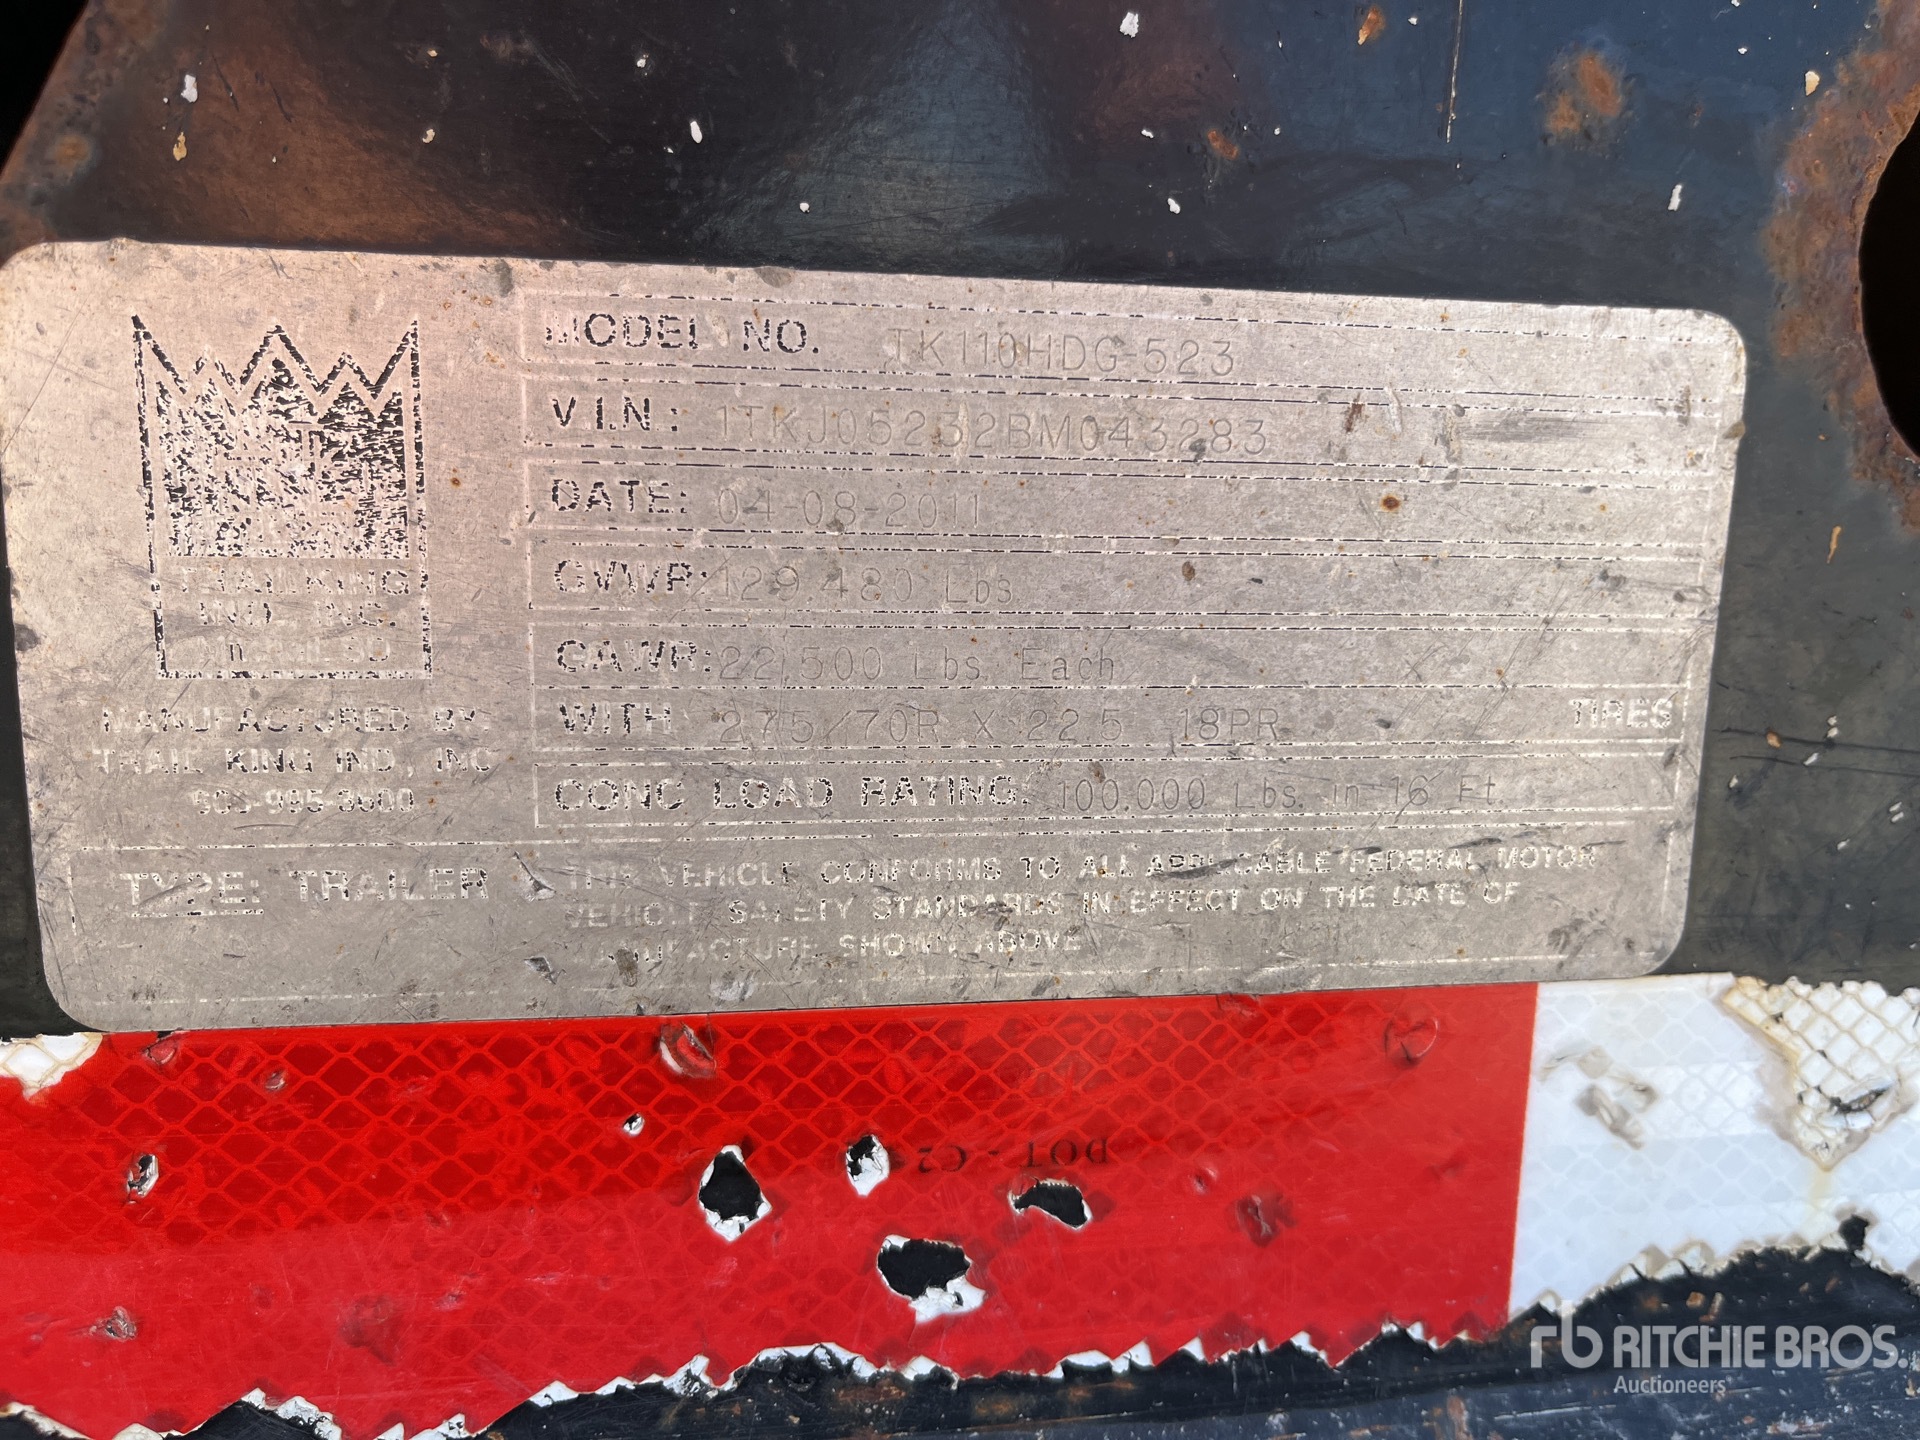 TRAIL KING
IND., INC.
MANUFACTURED BY:
TRAIL KING IND., INC
MODEL NO. TK110HDG-523
V.I.N.: 1TKJ05232BM043283
DATE: 04-08-2011
GVWR: 129,480 Lbs
GAWR: 22,500 Lbs. Each
WITH 275/70R X 22.5 18PR TIRES
CONC LOAD RATING: 100,000 Lbs. in 16 Ft.
TYPE: TRAILER
THIS VEHICLE CONFORMS TO ALL APPLICABLE FEDERAL MOTOR
VEHICLE SAFETY STANDARDS IN EFFECT ON THE DATE OF
MANUFACTURE SHOWN ABOVE
DOT-C2
rb RITCHIE BROS.
Auctioneers